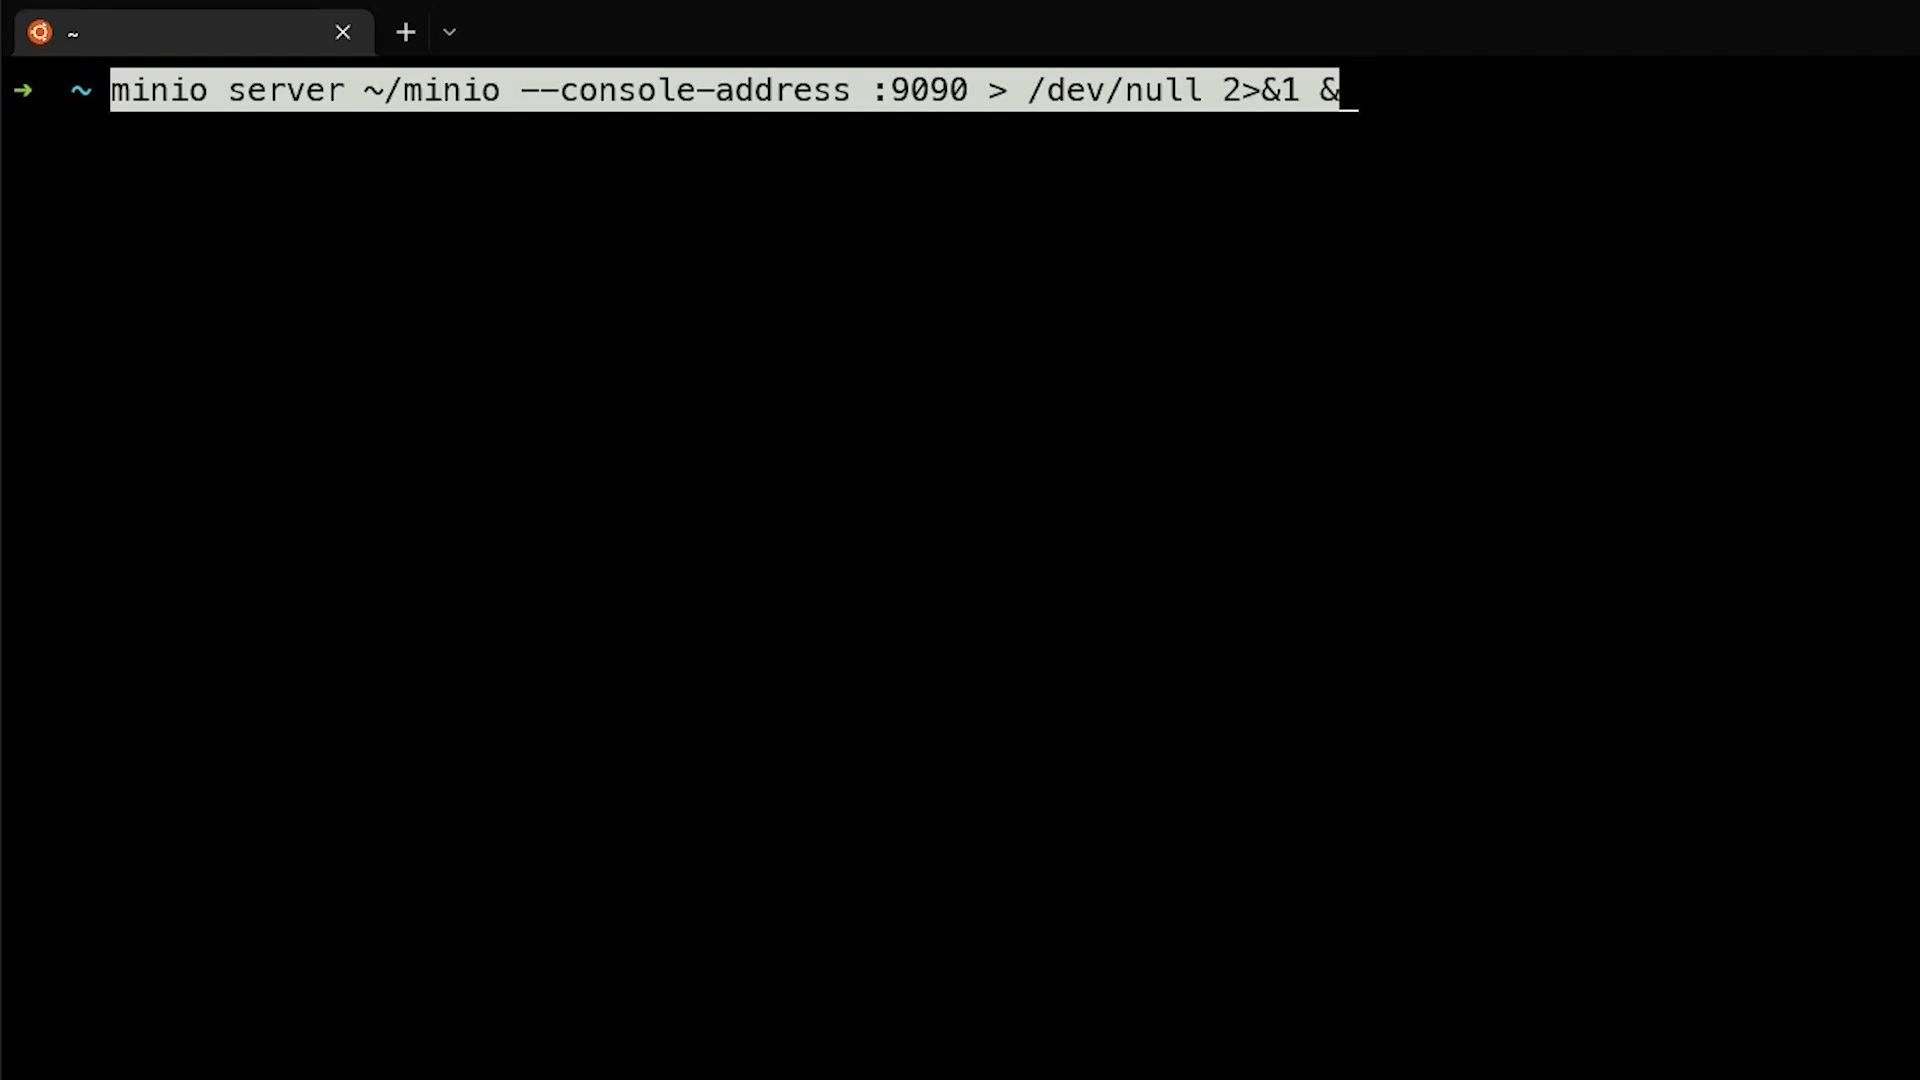 ~
➜ ~ minio server ~/minio --console-address :9090 > /dev/null 2>&1 &